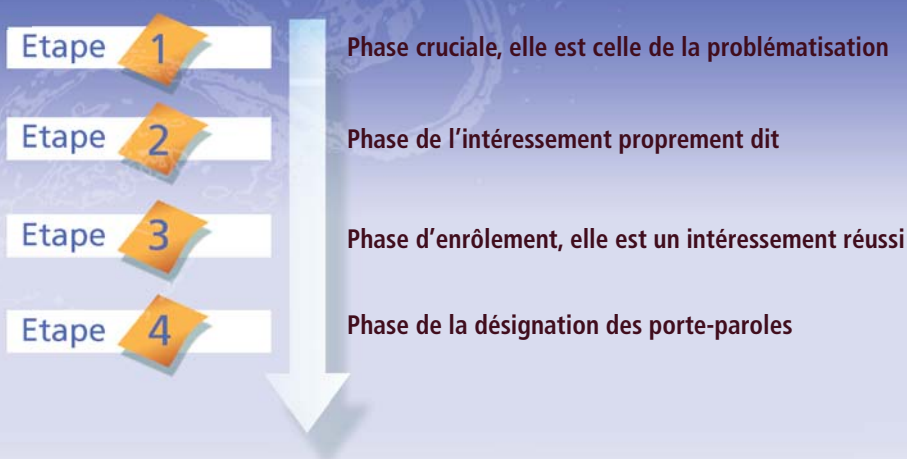 Etape 1 Phase cruciale, elle est celle de la problématisation
Etape 2 Phase de l’intéressement proprement dit
Etape 3 Phase d’enrôlement, elle est un intéressement réussi
Etape 4 Phase de la désignation des porte-paroles